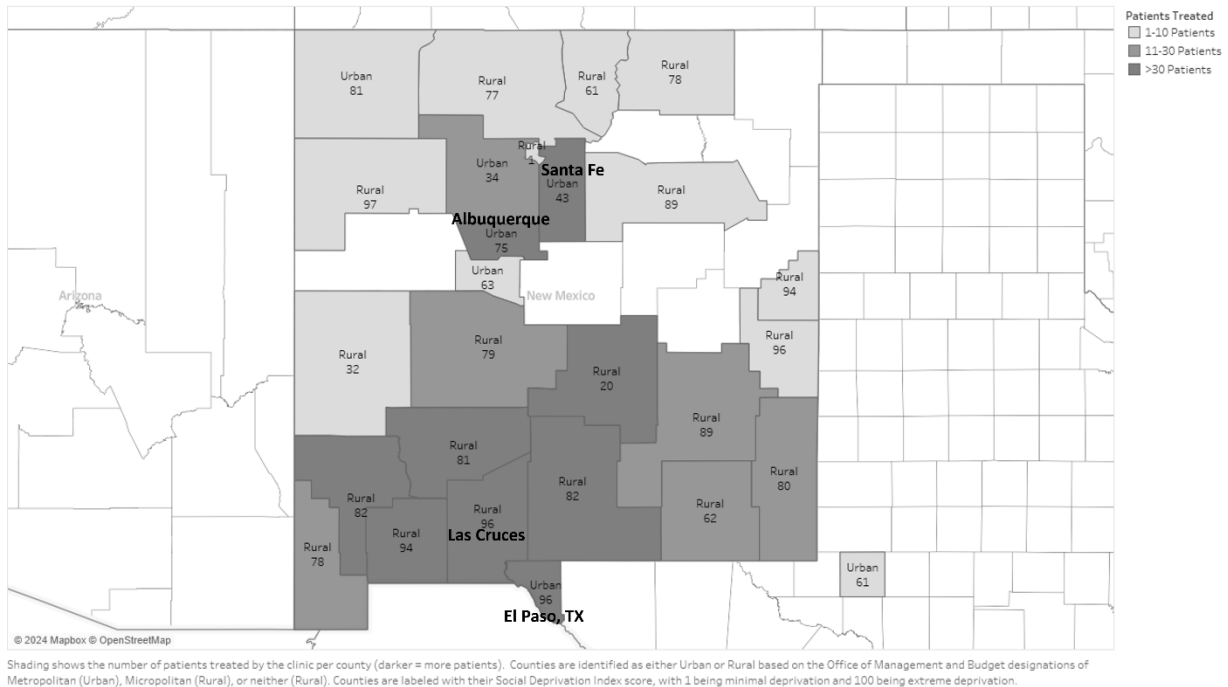 Patients Treated
1-10 Patients
11-30 Patients
>30 Patients
Urban
81
Rural
77
Rural
61
Rural
78
Rural
97
Urban
34
Rural
1
Santa Fe
Urban
43
Rural
89
Albuquerque
Urban
75
Urban
63
New Mexico
Arizona
Rural
94
Rural
96
Rural
32
Rural
79
Rural
20
Rural
89
Rural
80
Rural
81
Rural
82
Rural
82
Rural
62
Rural
78
Rural
94
Rural
96
Las Cruces
Urban
96
El Paso, TX
Urban
61
© 2024 Mapbox © OpenStreetMap
Shading shows the number of patients treated by the clinic per county (darker = more patients). Counties are identified as either Urban or Rural based on the Office of Management and Budget designations of
Metropolitan (Urban), Micropolitan (Rural), or neither (Rural). Counties are labeled with their Social Deprivation Index score, with 1 being minimal deprivation and 100 being extreme deprivation.